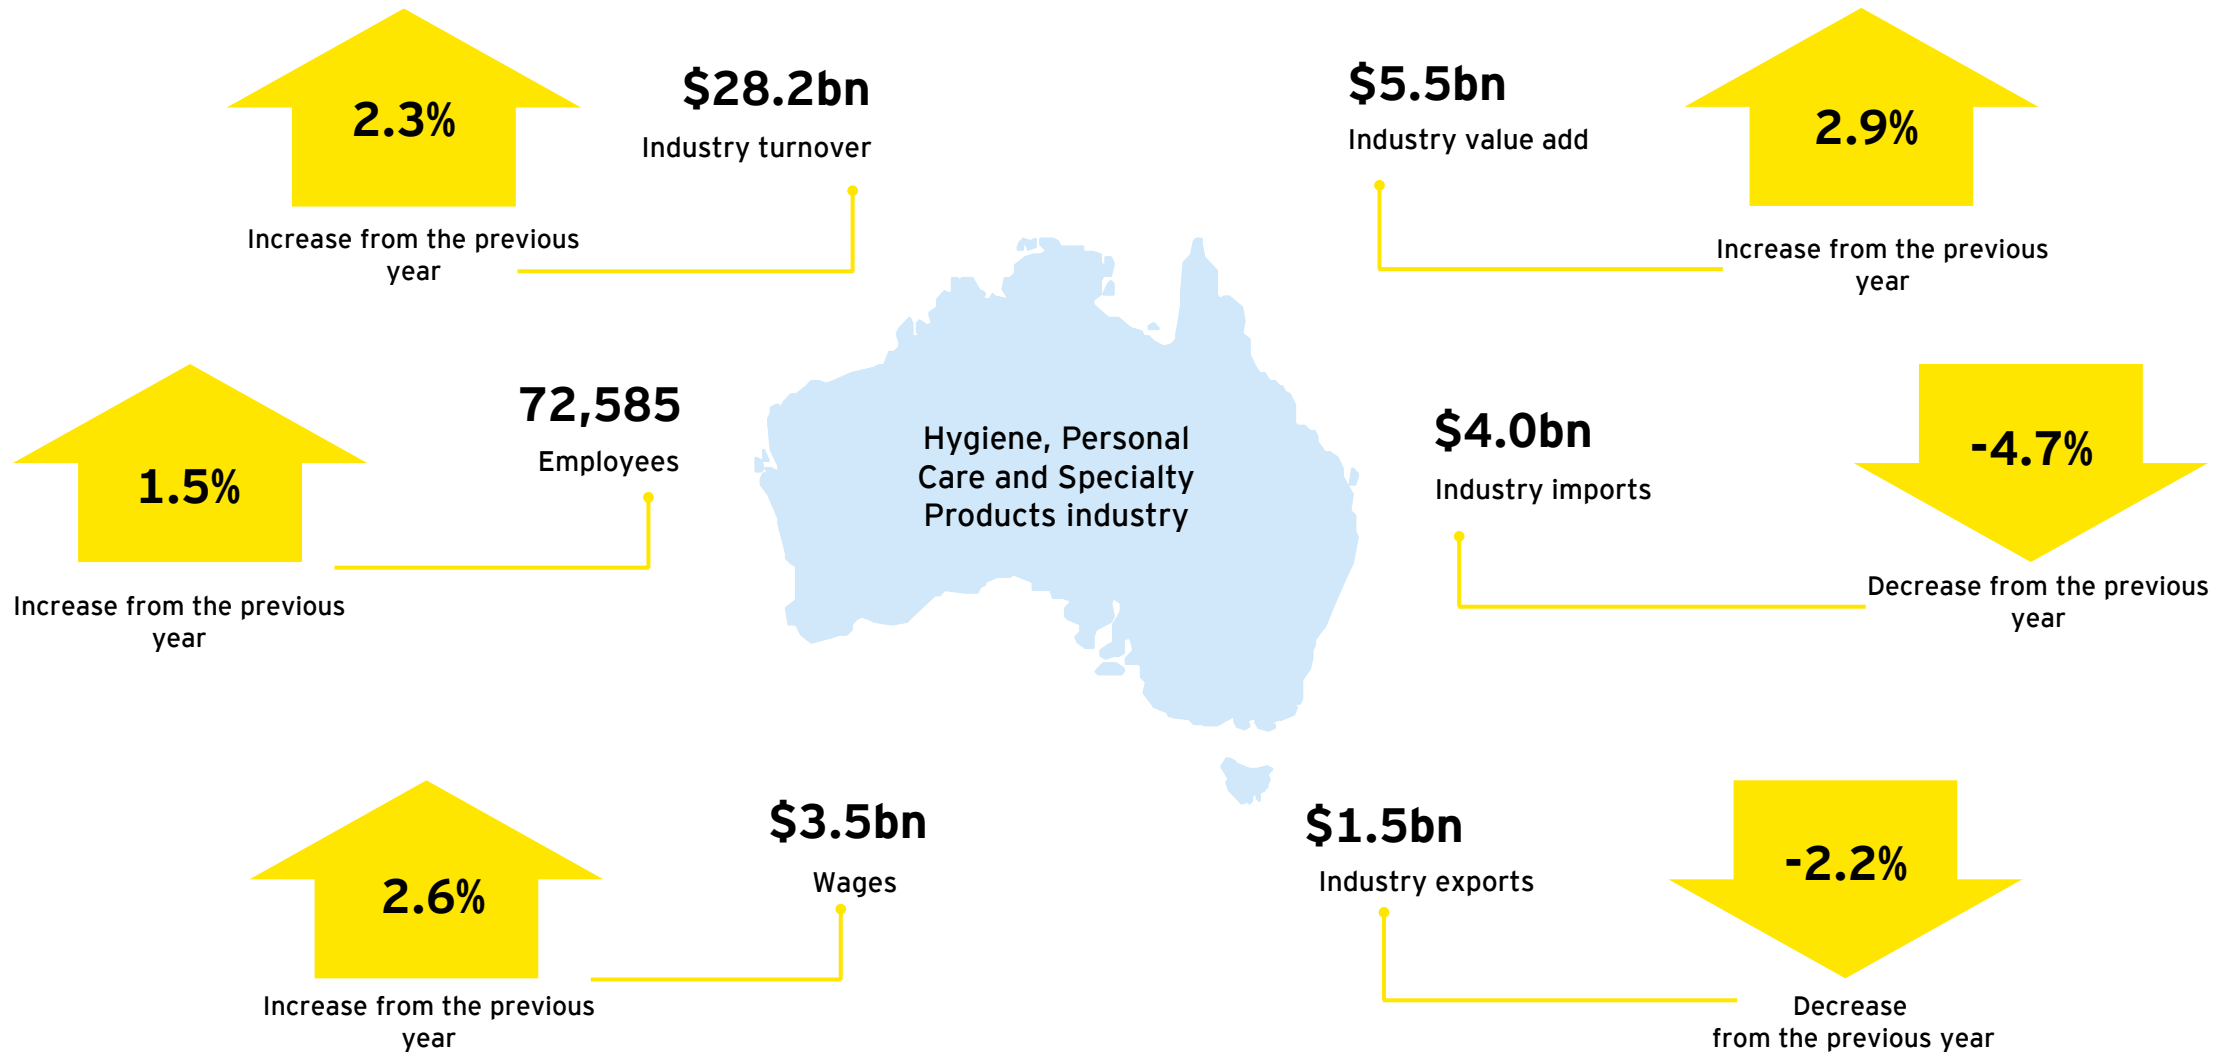 2.3%
Increase from the previous
year
$28.2bn
Industry turnover
$5.5bn
Industry value add
2.9%
Increase from the previous
year
1.5%
Increase from the previous
year
72,585
Employees
Hygiene, Personal
Care and Specialty
Products industry
$4.0bn
Industry imports
-4.7%
Decrease from the previous
year
2.6%
Increase from the previous
year
$3.5bn
Wages
$1.5bn
Industry exports
-2.2%
Decrease
from the previous year